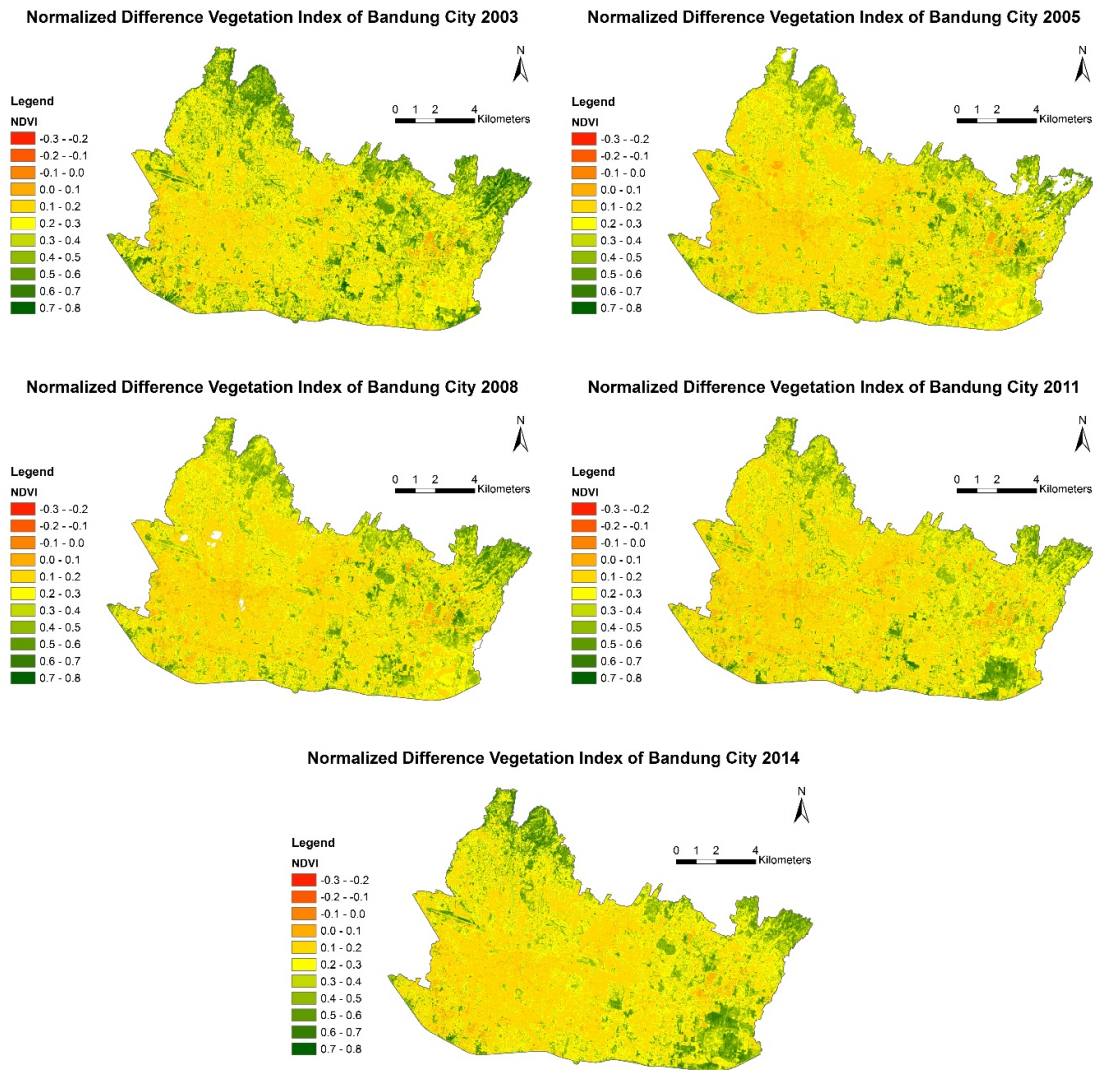 Normalized Difference Vegetation Index of Bandung City 2003
N
Legend
NDVI
0 1 2 4
Kilometers
-0.3 - -0.2
-0.2 - -0.1
-0.1 - 0.0
0.0 - 0.1
0.1 - 0.2
0.2 - 0.3
0.3 - 0.4
0.4 - 0.5
0.5 - 0.6
0.6 - 0.7
0.7 - 0.8
Normalized Difference Vegetation Index of Bandung City 2005
N
Legend
NDVI
0 1 2 4
Kilometers
-0.3 - -0.2
-0.2 - -0.1
-0.1 - 0.0
0.0 - 0.1
0.1 - 0.2
0.2 - 0.3
0.3 - 0.4
0.4 - 0.5
0.5 - 0.6
0.6 - 0.7
0.7 - 0.8
Normalized Difference Vegetation Index of Bandung City 2008
N
Legend
NDVI
0 1 2 4
Kilometers
-0.3 - -0.2
-0.2 - -0.1
-0.1 - 0.0
0.0 - 0.1
0.1 - 0.2
0.2 - 0.3
0.3 - 0.4
0.4 - 0.5
0.5 - 0.6
0.6 - 0.7
0.7 - 0.8
Normalized Difference Vegetation Index of Bandung City 2011
N
Legend
NDVI
0 1 2 4
Kilometers
-0.3 - -0.2
-0.2 - -0.1
-0.1 - 0.0
0.0 - 0.1
0.1 - 0.2
0.2 - 0.3
0.3 - 0.4
0.4 - 0.5
0.5 - 0.6
0.6 - 0.7
0.7 - 0.8
Normalized Difference Vegetation Index of Bandung City 2014
N
Legend
NDVI
0 1 2 4
Kilometers
-0.3 - -0.2
-0.2 - -0.1
-0.1 - 0.0
0.0 - 0.1
0.1 - 0.2
0.2 - 0.3
0.3 - 0.4
0.4 - 0.5
0.5 - 0.6
0.6 - 0.7
0.7 - 0.8